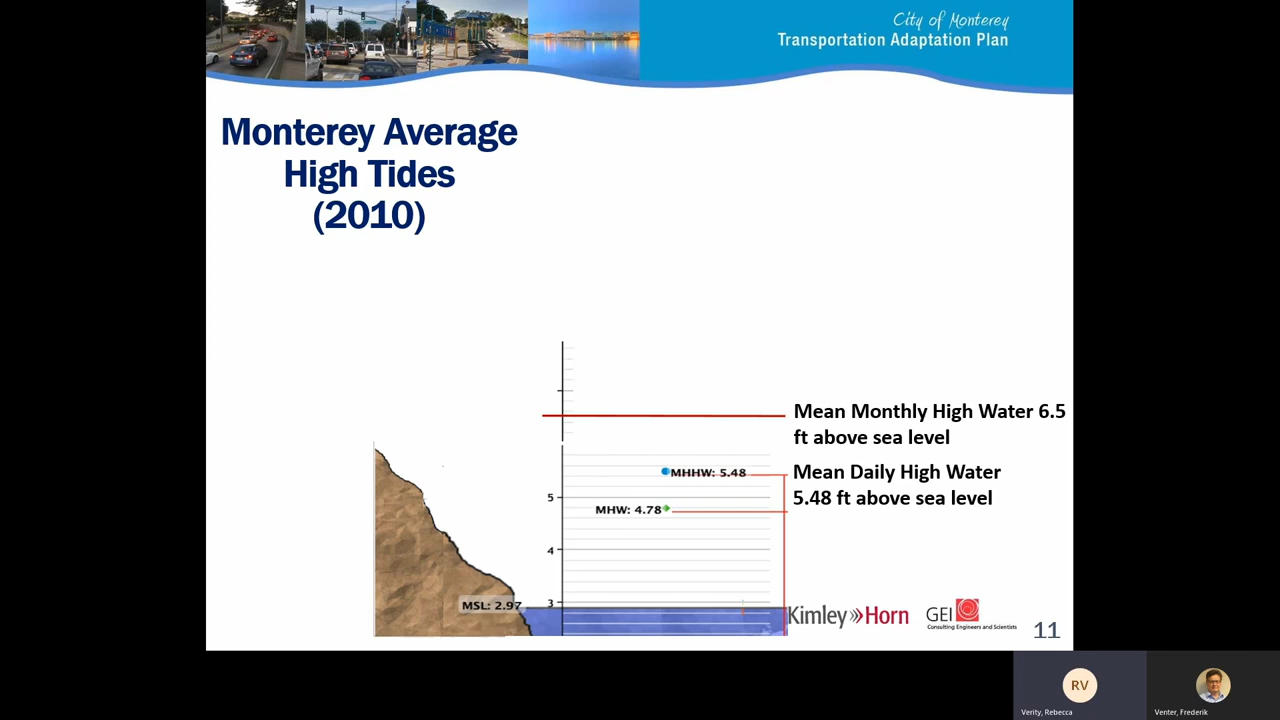 City of Monterey
Transportation Adaptation Plan
Monterey Average
High Tides
(2010)
Mean Monthly High Water 6.5
ft above sea level
MHHW: 5.48
Mean Daily High Water
5.48 ft above sea level
5
MHW: 4.78
4
MSL: 2.97
3
Kimley»Horn
GEI
Consulting Engineers and Scientists
11
RV
Verity, Rebecca
Venter, Frederik